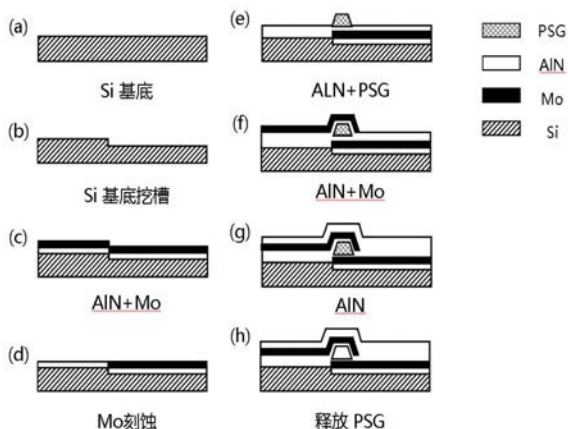 (a)
Si 基底
(b)
Si 基底挖槽
(c)
AlN+Mo
(d)
Mo刻蚀
(e)
ALN+PSG
(f)
AlN+Mo
(g)
AlN
(h)
释放 PSG
PSG
AlN
Mo
Si